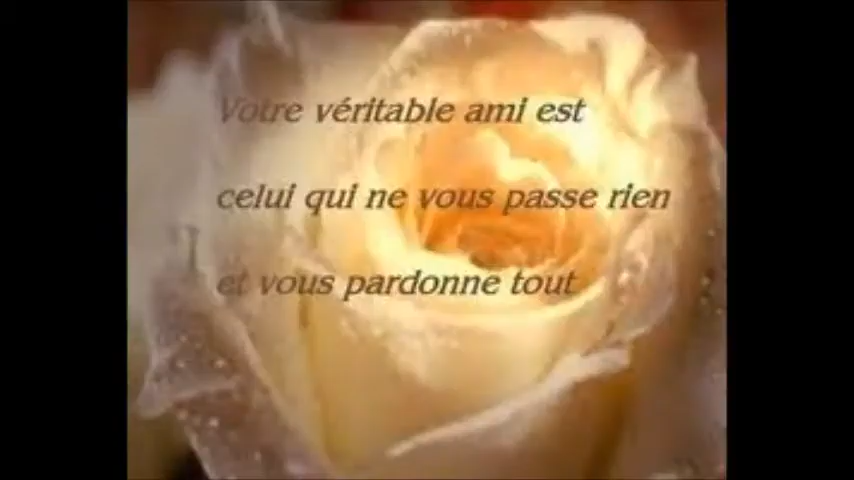 Votre véritable ami est
celui qui ne vous passe rien
et vous pardonne tout